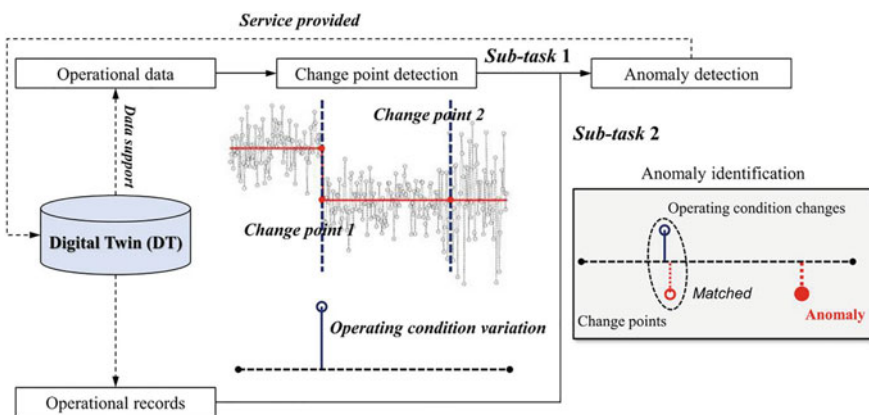 Service provided
Operational data
Change point detection
Sub-task 1
Anomaly detection
Data support
Change point 2
Sub-task 2
Anomaly identification
Operating condition changes
Digital Twin (DT)
Change point 1
Matched
Change points
Anomaly
Operating condition variation
Operational records